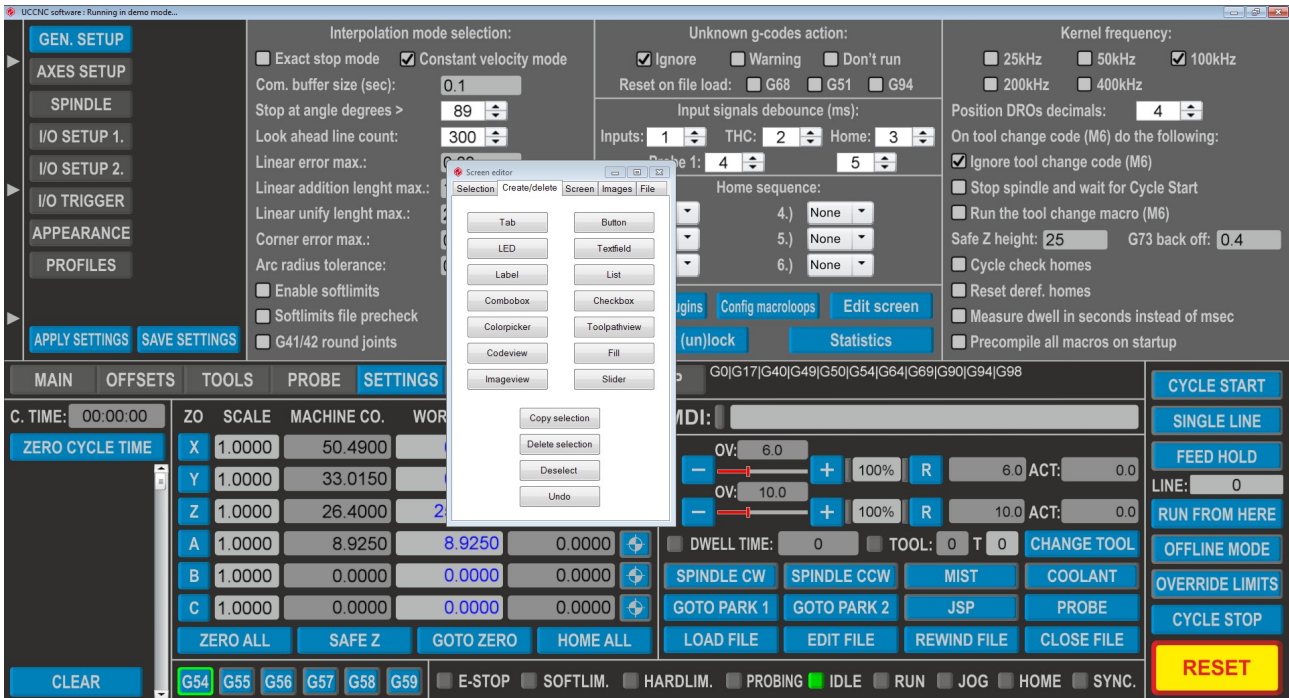 UCCNC software : Running in demo mode...
GEN. SETUP
AXES SETUP
SPINDLE
I/O SETUP 1.
I/O SETUP 2.
I/O TRIGGER
APPEARANCE
PROFILES
APPLY SETTINGS SAVE SETTINGS
Interpolation mode selection:
Exact stop mode Constant velocity mode
Com. buffer size (sec): 0.1
Stop at angle degrees > 89
Look ahead line count: 300
Linear error max.:
Linear addition lenght max.:
Linear unify lenght max.:
Corner error max.:
Arc radius tolerance:
Enable softlimits
Softlimits file precheck
G41/42 round joints
Unknown g-codes action:
Ignore Warning Don't run
Reset on file load: G68 G51 G94
Input signals debounce (ms):
Inputs: 1 THC: 2 Home: 3
1: 4 5
Home sequence:
4.) None
5.) None
6.) None
Config macroloops Edit screen
(un)lock Statistics
Kernel frequency:
25kHz 50kHz 100kHz
200kHz 400kHz
Position DROs decimals: 4
On tool change code (M6) do the following:
Ignore tool change code (M6)
Stop spindle and wait for Cycle Start
Run the tool change macro (M6)
Safe Z height: 25 G73 back off: 0.4
Cycle check homes
Reset deref. homes
Measure dwell in seconds instead of msec
Precompile all macros on startup
Screen editor
Selection Create/delete Screen Images File
Tab Button
LED Textfield
Label List
Combobox Checkbox
Colorpicker Toolpathview
Codeview Fill
Imageview Slider
Copy selection
Delete selection
Deselect
Undo
MAIN OFFSETS TOOLS PROBE SETTINGS
G0|G17|G40|G49|G50|G54|G64|G69|G90|G94|G98
C. TIME: 00:00:00
ZERO CYCLE TIME
CLEAR
ZO SCALE MACHINE CO.
X 1.0000 50.4900
Y 1.0000 33.0150
Z 1.0000 26.4000
A 1.0000 8.9250 8.9250 0.0000
B 1.0000 0.0000 0.0000 0.0000
C 1.0000 0.0000 0.0000 0.0000
ZERO ALL SAFE Z GOTO ZERO HOME ALL
G54 G55 G56 G57 G58 G59
MDI:
OV: 6.0
100% R 6.0 ACT: 0.0
OV: 10.0
100% R 10.0 ACT: 0.0
DWELL TIME: 0 TOOL: 0 T 0 CHANGE TOOL
SPINDLE CW SPINDLE CCW MIST COOLANT
GOTO PARK 1 GOTO PARK 2 JSP PROBE
LOAD FILE EDIT FILE REWIND FILE CLOSE FILE
E-STOP SOFTLIM. HARDLIM. PROBING IDLE RUN JOG HOME SYNC.
CYCLE START
SINGLE LINE
FEED HOLD
LINE: 0
RUN FROM HERE
OFFLINE MODE
OVERRIDE LIMITS
CYCLE STOP
RESET